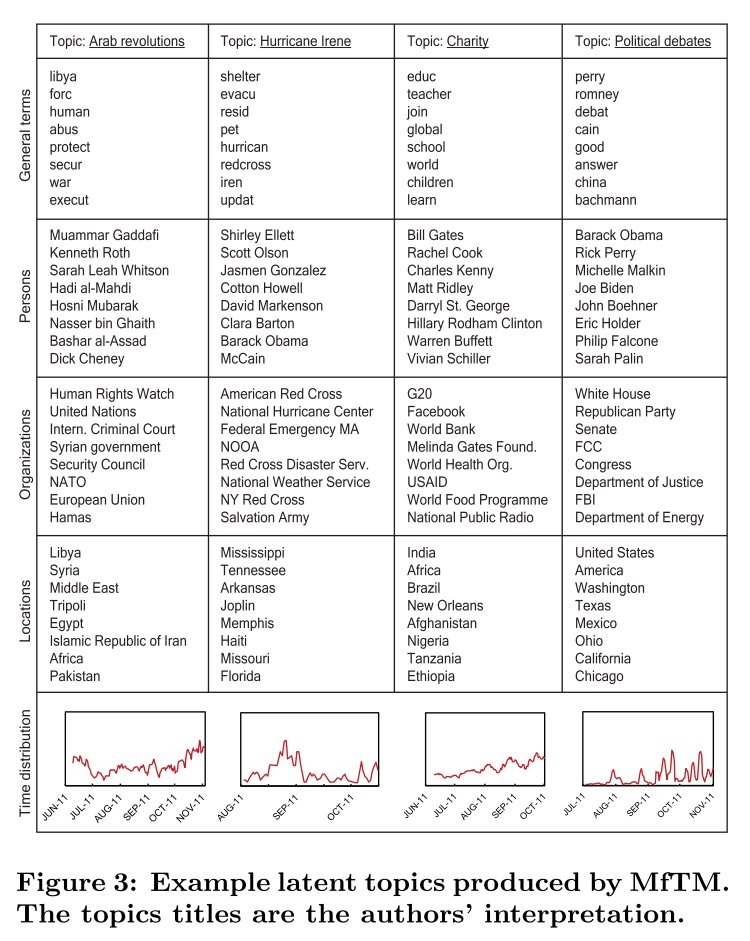 Topic: Arab revolutions
Topic: Hurricane Irene
Topic: Charity
Topic: Political debates
General terms
libya
forc
human
abus
protect
secur
war
execut
shelter
evacu
resid
pet
hurrican
redcross
iren
updat
educ
teacher
join
global
school
world
children
learn
perry
romney
debat
cain
good
answer
china
bachmann
Persons
Muammar Gaddafi
Kenneth Roth
Sarah Leah Whitson
Hadi al-Mahdi
Hosni Mubarak
Nasser bin Ghaith
Bashar al-Assad
Dick Cheney
Shirley Ellett
Scott Olson
Jasmen Gonzalez
Cotton Howell
David Markenson
Clara Barton
Barack Obama
McCain
Bill Gates
Rachel Cook
Charles Kenny
Matt Ridley
Darryl St. George
Hillary Rodham Clinton
Warren Buffett
Vivian Schiller
Barack Obama
Rick Perry
Michelle Malkin
Joe Biden
John Boehner
Eric Holder
Philip Falcone
Sarah Palin
Organizations
Human Rights Watch
United Nations
Intern. Criminal Court
Syrian government
Security Council
NATO
European Union
Hamas
American Red Cross
National Hurricane Center
Federal Emergency MA
NOOA
Red Cross Disaster Serv.
National Weather Service
NY Red Cross
Salvation Army
G20
Facebook
World Bank
Melinda Gates Found.
World Health Org.
USAID
World Food Programme
National Public Radio
White House
Republican Party
Senate
FCC
Congress
Department of Justice
FBI
Department of Energy
Locations
Libya
Syria
Middle East
Tripoli
Egypt
Islamic Republic of Iran
Africa
Pakistan
Mississippi
Tennessee
Arkansas
Joplin
Memphis
Haiti
Missouri
Florida
India
Africa
Brazil
New Orleans
Afghanistan
Nigeria
Tanzania
Ethiopia
United States
America
Washington
Texas
Mexico
Ohio
California
Chicago
Time distribution
JUN-11
JUL-11
AUG-11
SEP-11
OCT-11
NOV-11
AUG-11
SEP-11
OCT-11
JUN-11
JUL-11
AUG-11
SEP-11
OCT-11
JUL-11
AUG-11
SEP-11
OCT-11
NOV-11
Figure 3: Example latent topics produced by MfTM.
The topics titles are the authors' interpretation.